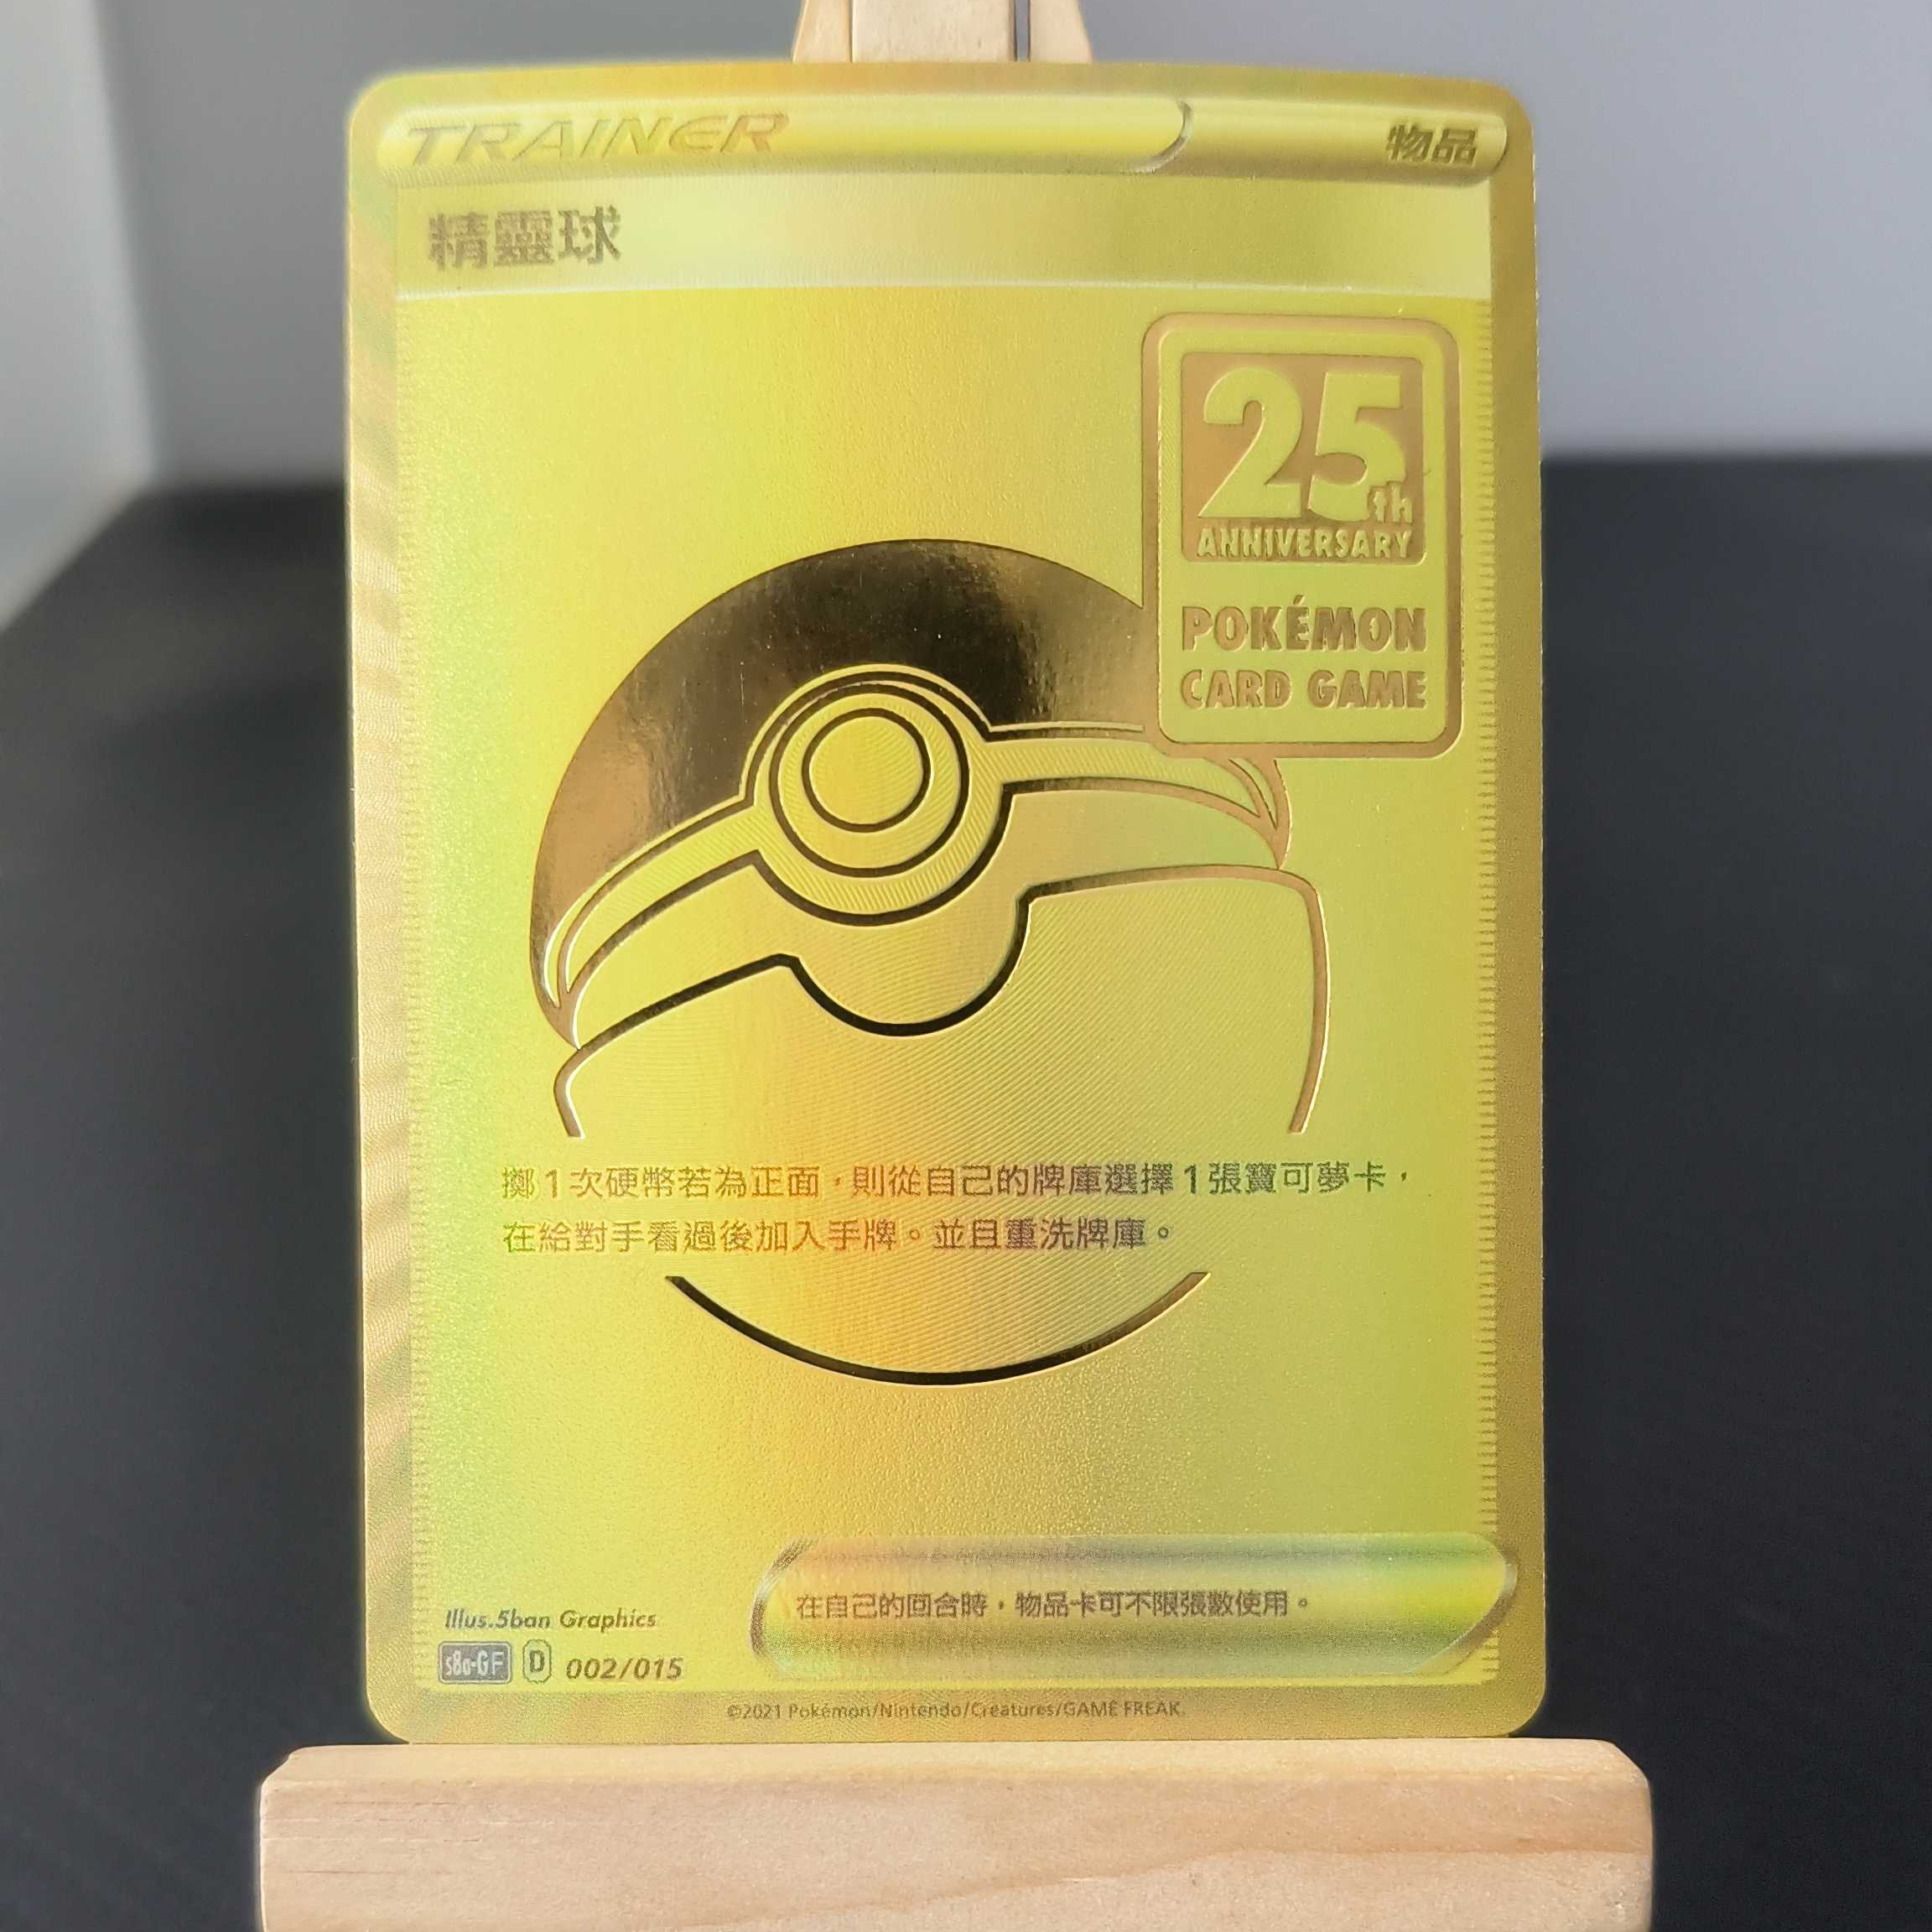 TRAINER
物品
精靈球
25th
ANNIVERSARY
POKÉMON
CARD GAME
擲1次硬幣若為正面，則從自己的牌庫選擇1張寶可夢卡，
在給對手看過後加入手牌。並且重洗牌庫。
在自己的回合時，物品卡可不限張數使用。
Illus.5ban Graphics
s8a-GF D 002/015
©2021 Pokémon/Nintendo/Creatures/GAME FREAK.